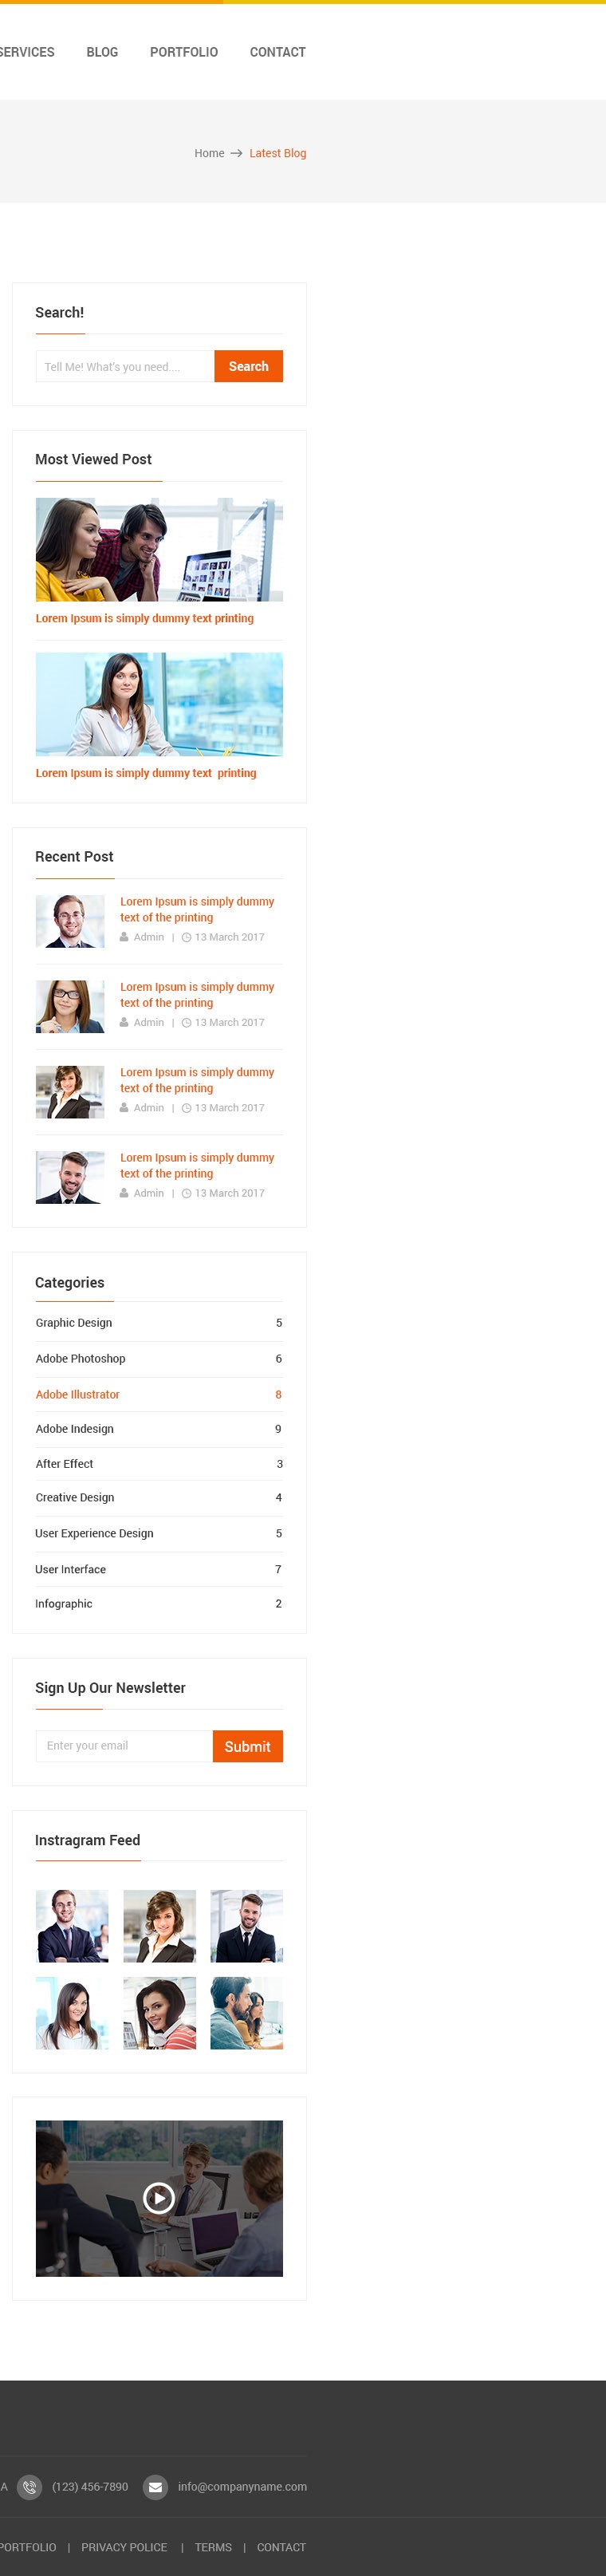 SERVICES BLOG PORTFOLIO CONTACT
Home → Latest Blog
Search!
Tell Me! What's you need.... Search
Most Viewed Post
Lorem Ipsum is simply dummy text printing
Lorem Ipsum is simply dummy text printing
Recent Post
Lorem Ipsum is simply dummy
text of the printing
Admin | 13 March 2017
Lorem Ipsum is simply dummy
text of the printing
Admin | 13 March 2017
Lorem Ipsum is simply dummy
text of the printing
Admin | 13 March 2017
Lorem Ipsum is simply dummy
text of the printing
Admin | 13 March 2017
Categories
Graphic Design 5
Adobe Photoshop 6
Adobe Illustrator 8
Adobe Indesign 9
After Effect 3
Creative Design 4
User Experience Design 5
User Interface 7
Infographic 2
Sign Up Our Newsletter
Enter your email Submit
Instragram Feed
A (123) 456-7890 info@companyname.com
PORTFOLIO | PRIVACY POLICE | TERMS | CONTACT